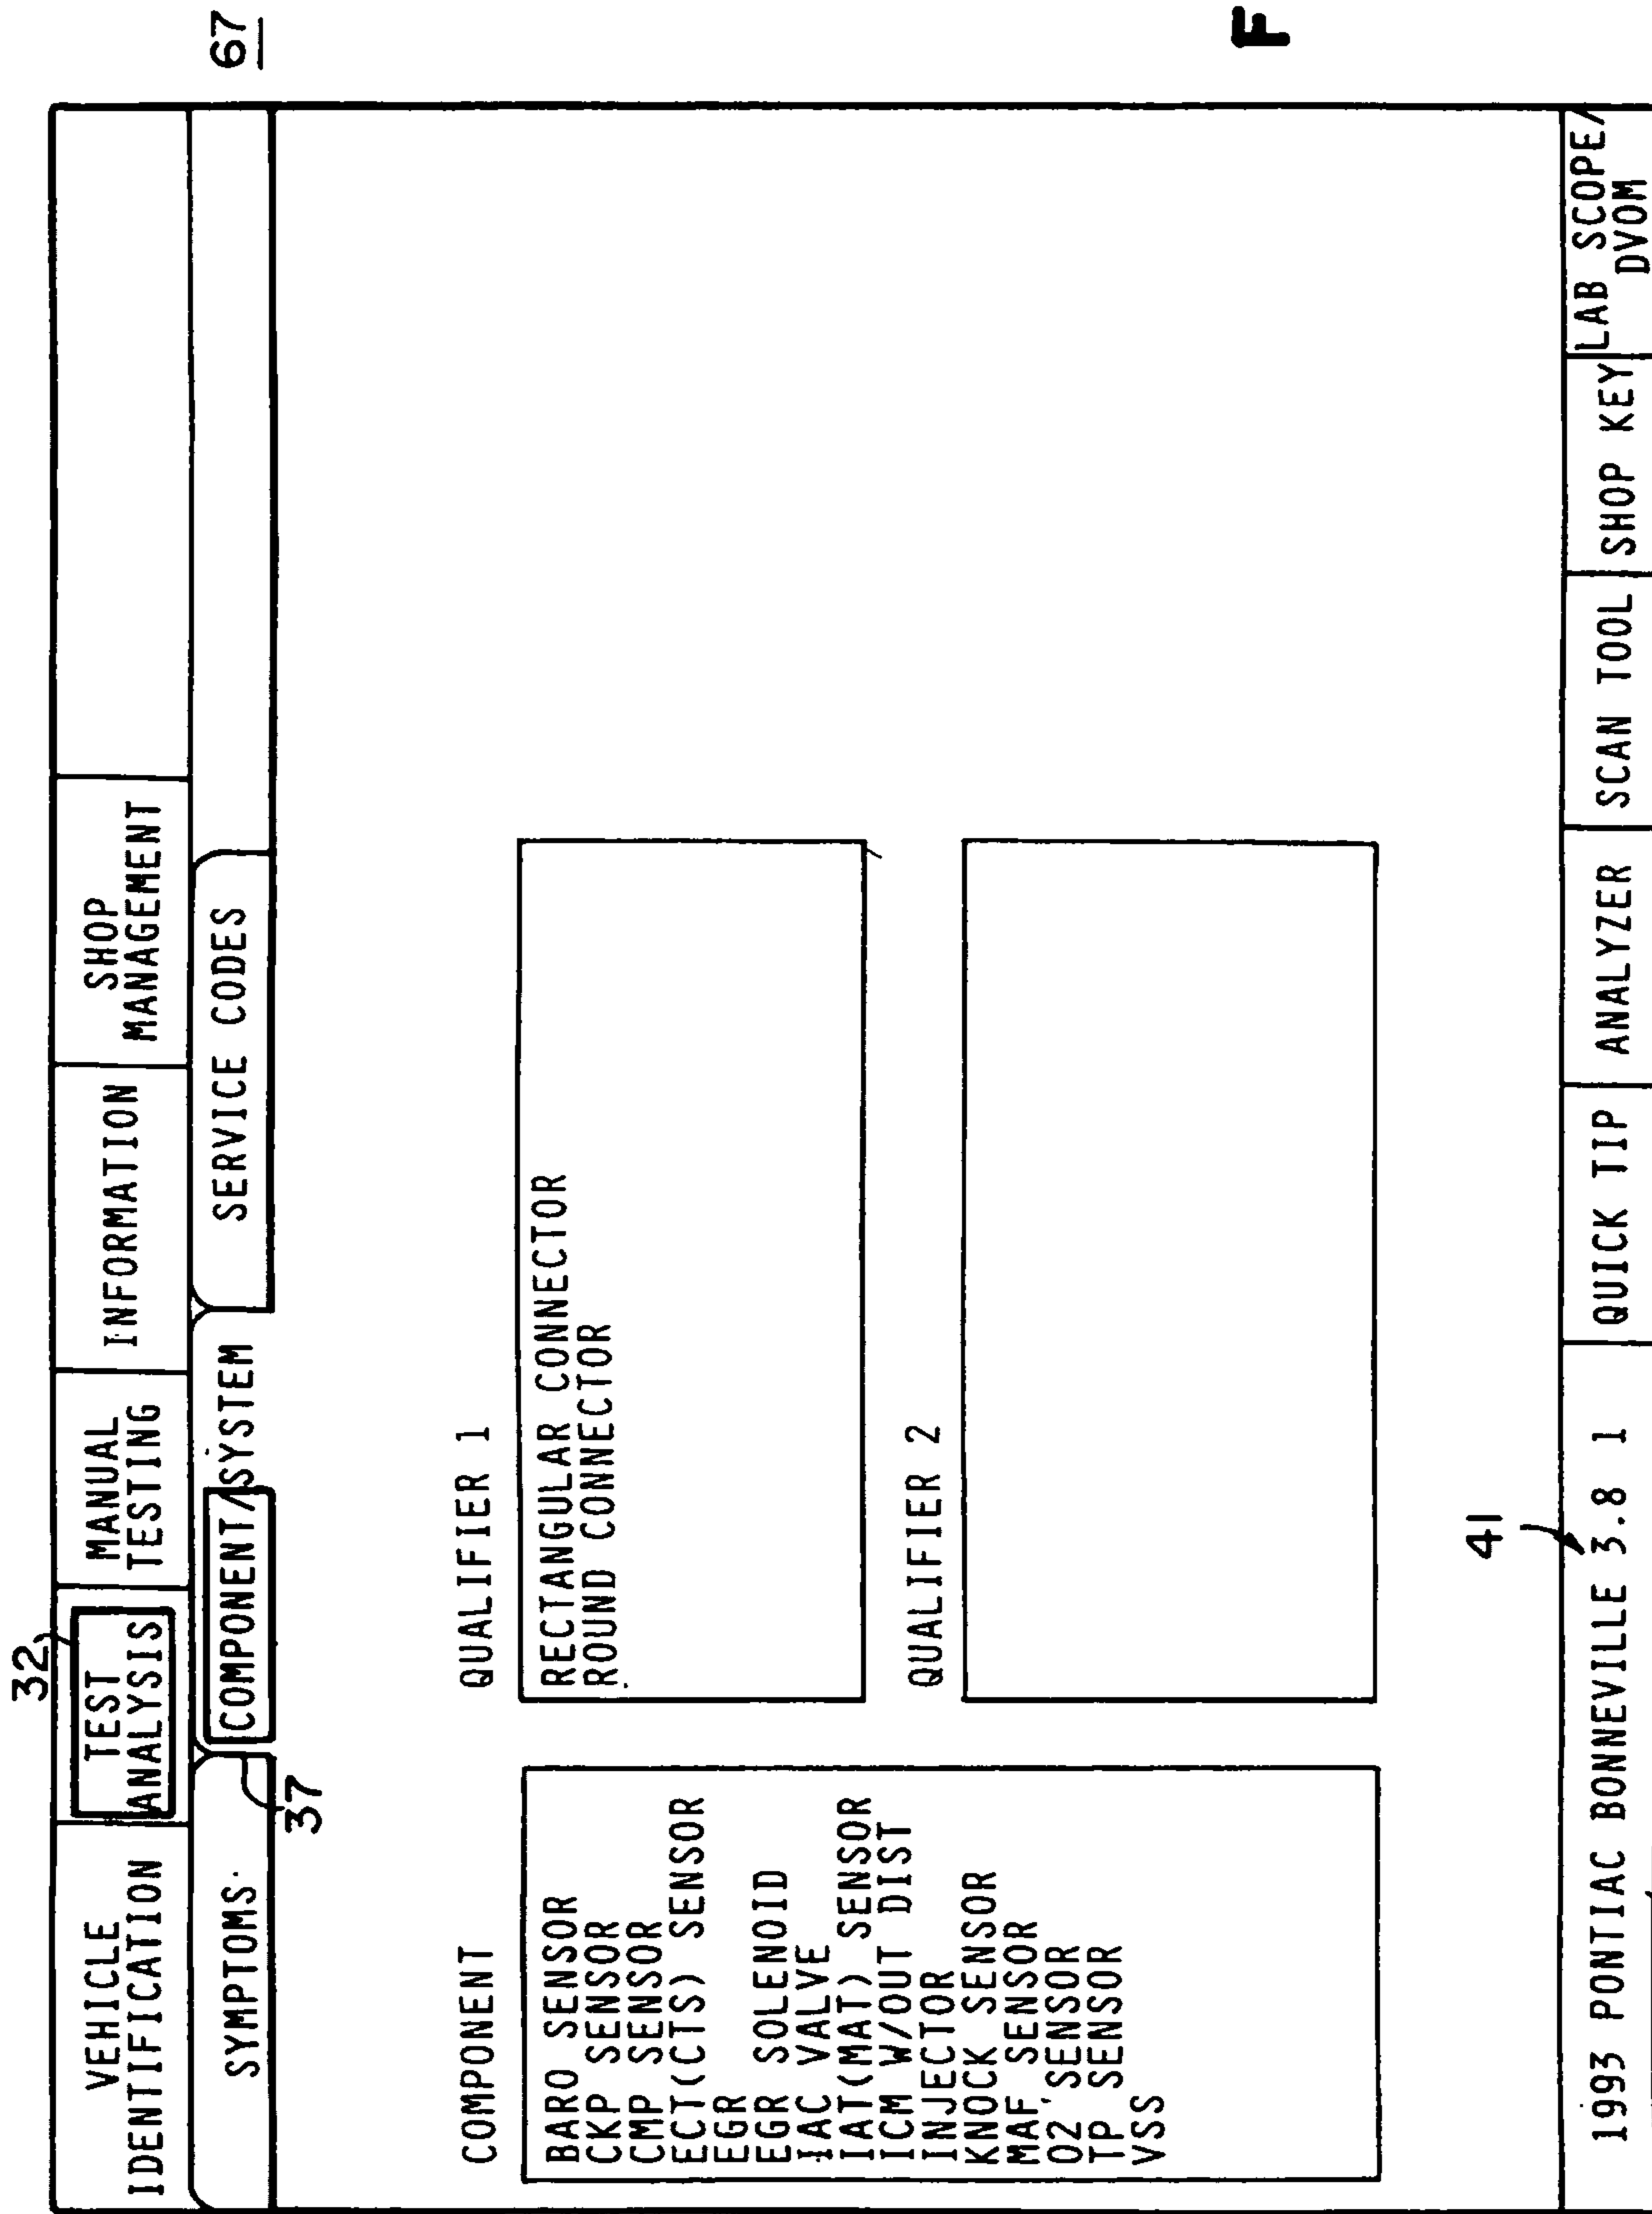 32
67
VEHICLE
IDENTIFICATION
TEST
ANALYSIS
MANUAL
TESTING
INFORMATION
SHOP
MANAGEMENT
SYMPTOMS
COMPONENT/SYSTEM
SERVICE CODES
37
COMPONENT
BARO SENSOR
CKP SENSOR
CMP SENSOR
ECT(CTS) SENSOR
EGR
EGR SOLENOID
IAC VALVE
IAT(MAT) SENSOR
ICM W/OUT DIST
INJECTOR
KNOCK SENSOR
MAF SENSOR
O2 SENSOR
TP SENSOR
VSS
QUALIFIER 1
RECTANGULAR CONNECTOR
ROUND CONNECTOR
QUALIFIER 2
41
F
1993 PONTIAC BONNEVILLE 3.8 1
QUICK TIP
ANALYZER
SCAN TOOL
SHOP KEY
LAB SCOPE/
DVOM